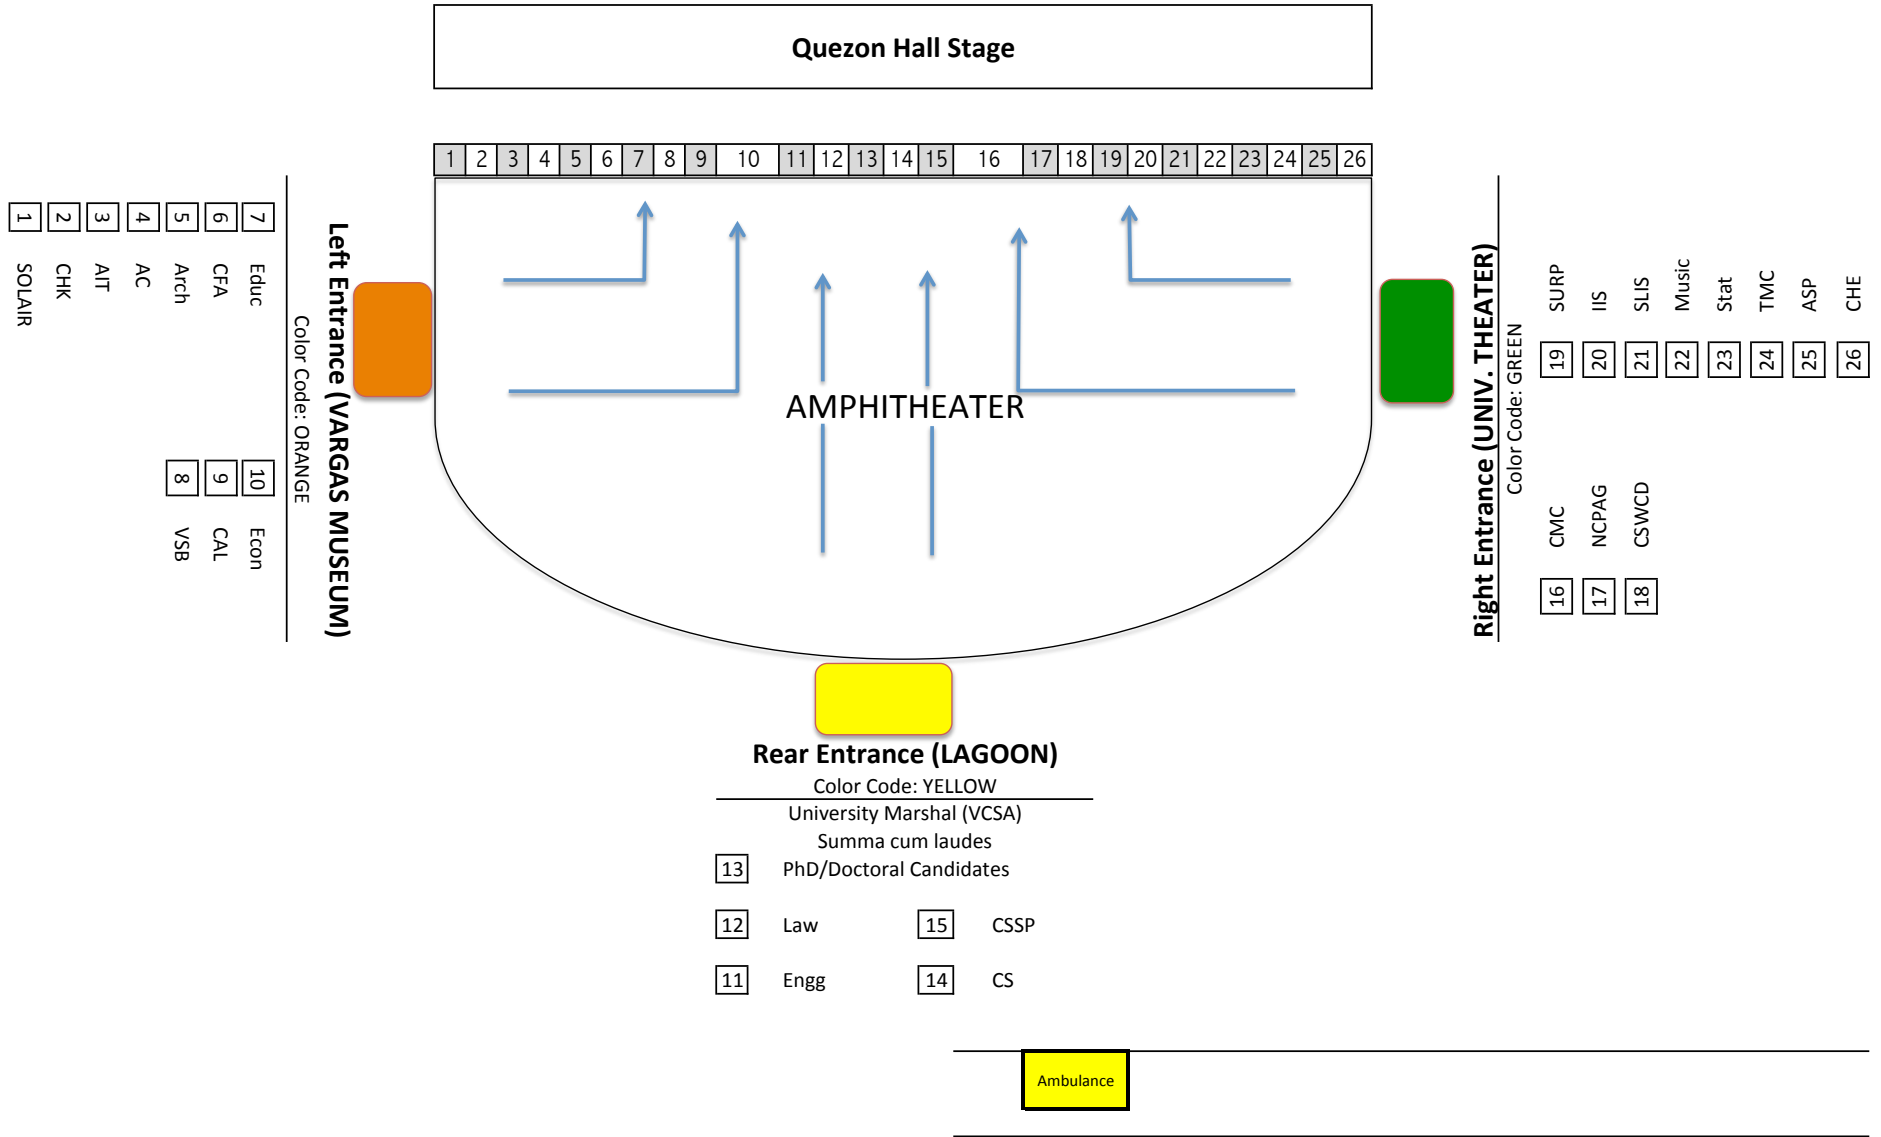 Quezon Hall Stage
1 2 3 4 5 6 7 8 9 10 11 12 13 14 15 16 17 18 19 20 21 22 23 24 25 26
AMPHITHEATER
Left Entrance (VARGAS MUSEUM)
Color Code: ORANGE
7 Educ
6 CFA
5 Arch
4 AC
3 AIT
2 CHK
1 SOLAIR
10 Econ
9 CAL
8 VSB
Right Entrance (UNIV. THEATER)
Color Code: GREEN
19 SURP
20 IIS
21 SLIS
22 Music
23 Stat
24 TMC
25 ASP
26 CHE
16 CMC
17 NCPAG
18 CSWCD
Rear Entrance (LAGOON)
Color Code: YELLOW
University Marshal (VCSA)
Summa cum laudes
13 PhD/Doctoral Candidates
12 Law 15 CSSP
11 Engg 14 CS
Ambulance